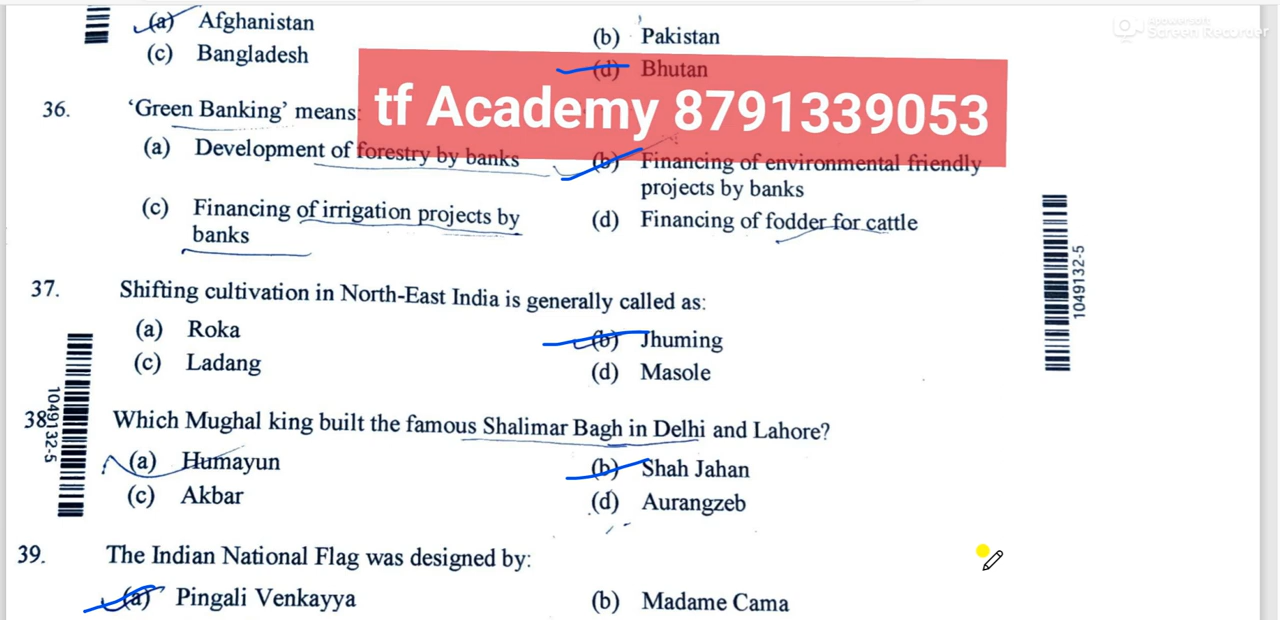 Apowersoft
Screen Recorder
(a) Afghanistan
(b) Pakistan
(c) Bangladesh
(d) Bhutan
tf Academy 8791339053
36. ‘Green Banking’ means:
(a) Development of forestry by banks
(b) Financing of environmental friendly
projects by banks
(c) Financing of irrigation projects by
banks
(d) Financing of fodder for cattle
1049132-5
37. Shifting cultivation in North-East India is generally called as:
(a) Roka
(b) Jhuming
(c) Ladang
(d) Masole
1049132-5
38. Which Mughal king built the famous Shalimar Bagh in Delhi and Lahore?
(a) Humayun
(b) Shah Jahan
(c) Akbar
(d) Aurangzeb
39. The Indian National Flag was designed by:
(a) Pingali Venkayya
(b) Madame Cama